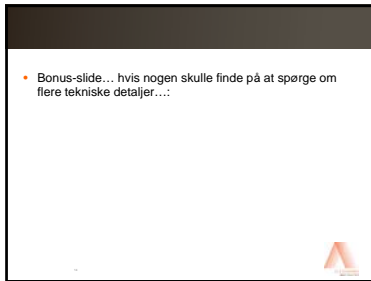 • Bonus-slide… hvis nogen skulle finde på at spørge om
flere tekniske detaljer…: